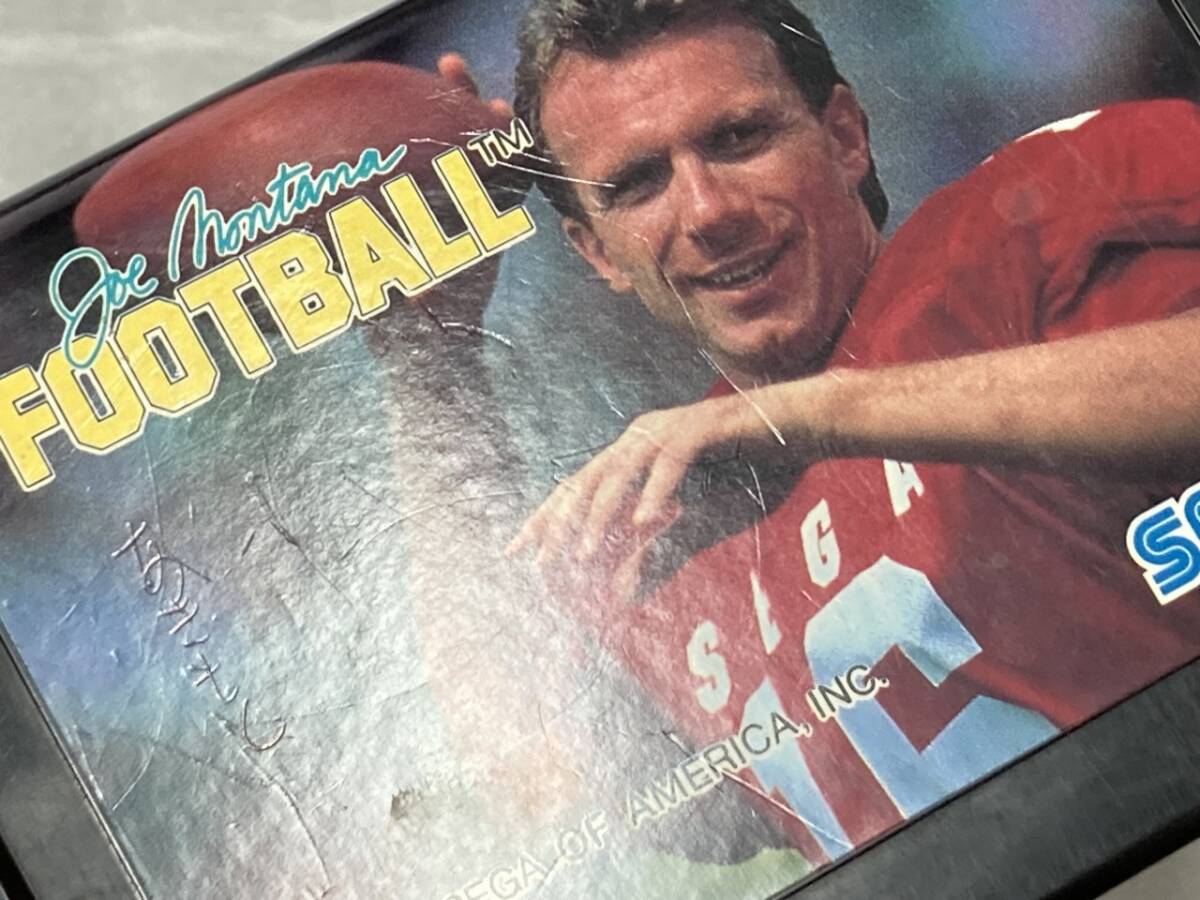 Joe Montana
FOOTBALL™
SEGA
SEGA OF AMERICA, INC.